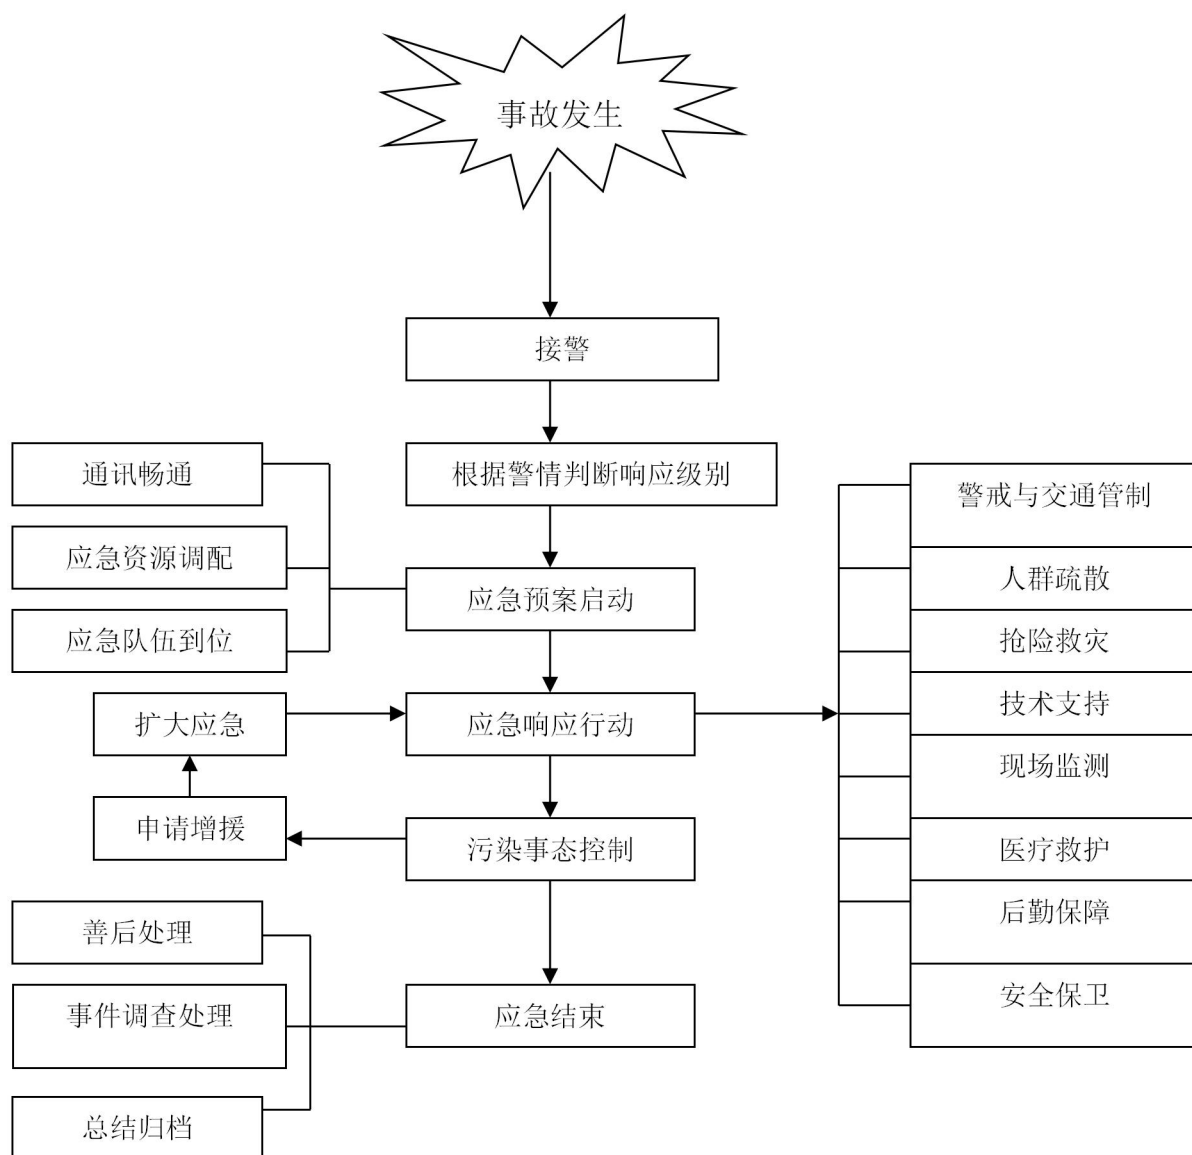 事故发生
接警
根据警情判断响应级别
通讯畅通
应急资源调配
应急队伍到位
应急预案启动
扩大应急
应急响应行动
申请增援
污染事态控制
善后处理
事件调查处理
总结归档
应急结束
警戒与交通管制
人群疏散
抢险救灾
技术支持
现场监测
医疗救护
后勤保障
安全保卫